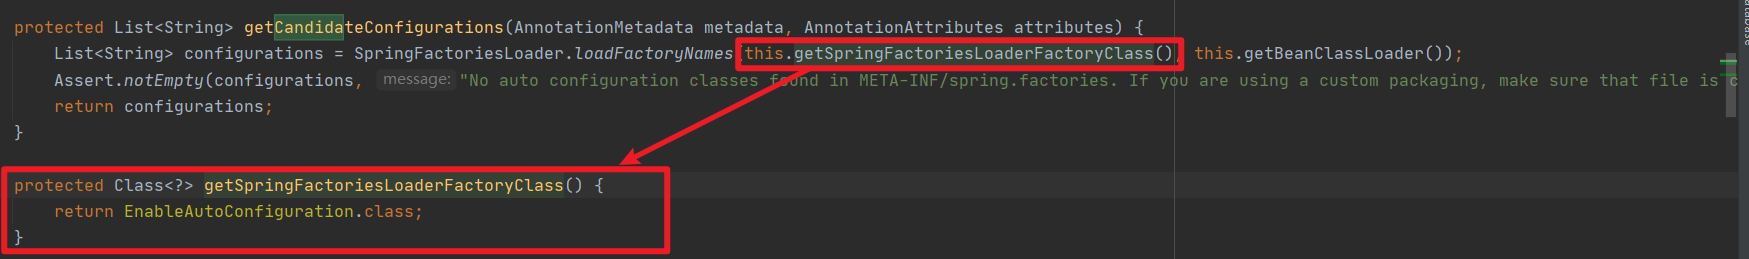 protected List<String> getCandidateConfigurations(AnnotationMetadata metadata, AnnotationAttributes attributes) {
List<String> configurations = SpringFactoriesLoader.loadFactoryNames(this.getSpringFactoriesLoaderFactoryClass(), this.getBeanClassLoader());
Assert.notEmpty(configurations, message: "No auto configuration classes found in META-INF/spring.factories. If you are using a custom packaging, make sure that file is c
return configurations;
}
protected Class<?> getSpringFactoriesLoaderFactoryClass() {
return EnableAutoConfiguration.class;
}